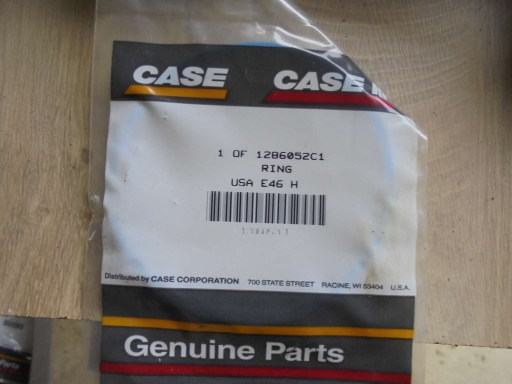 CASE CASE
1 OF 1286052C1
RING
USA E46 H
Distributed by CASE CORPORATION 700 STATE STREET RACINE, WI 53404 U.S.A.
Genuine Parts